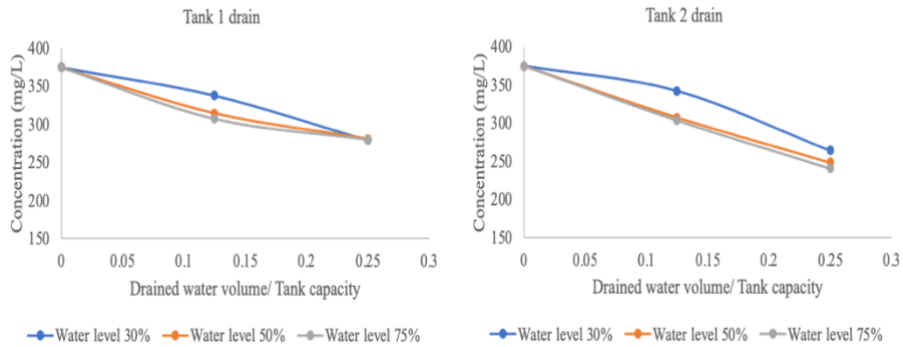 Tank 1 drain
400
350
300
250
200
150
Concentration (mg/L)
0 0.05 0.1 0.15 0.2 0.25 0.3
Drained water volume/ Tank capacity
Water level 30% Water level 50% Water level 75%
Tank 2 drain
400
350
300
250
200
150
Concentration (mg/L)
0 0.05 0.1 0.15 0.2 0.25 0.3
Drained water volume/ Tank capacity
Water level 30% Water level 50% Water level 75%